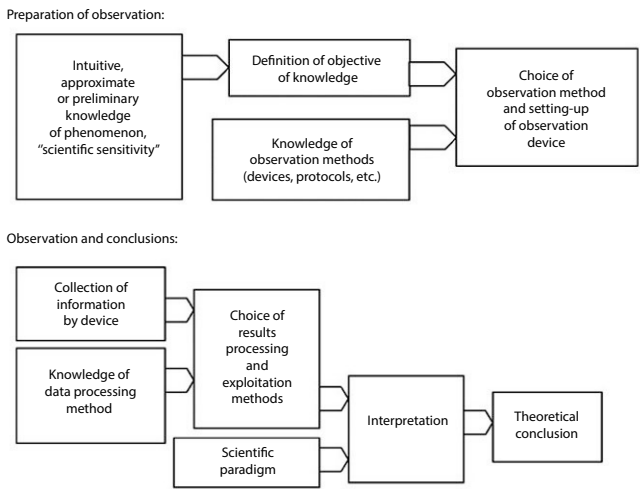 Preparation of observation:
Intuitive,
approximate
or preliminary
knowledge
of phenomenon,
“scientific sensitivity”
Definition of objective
of knowledge
Knowledge of
observation methods
(devices, protocols, etc.)
Choice of
observation method
and setting-up
of observation
device
Observation and conclusions:
Collection of
information
by device
Knowledge of
data processing
method
Choice of
results
processing
and
exploitation
methods
Scientific
paradigm
Interpretation
Theoretical
conclusion